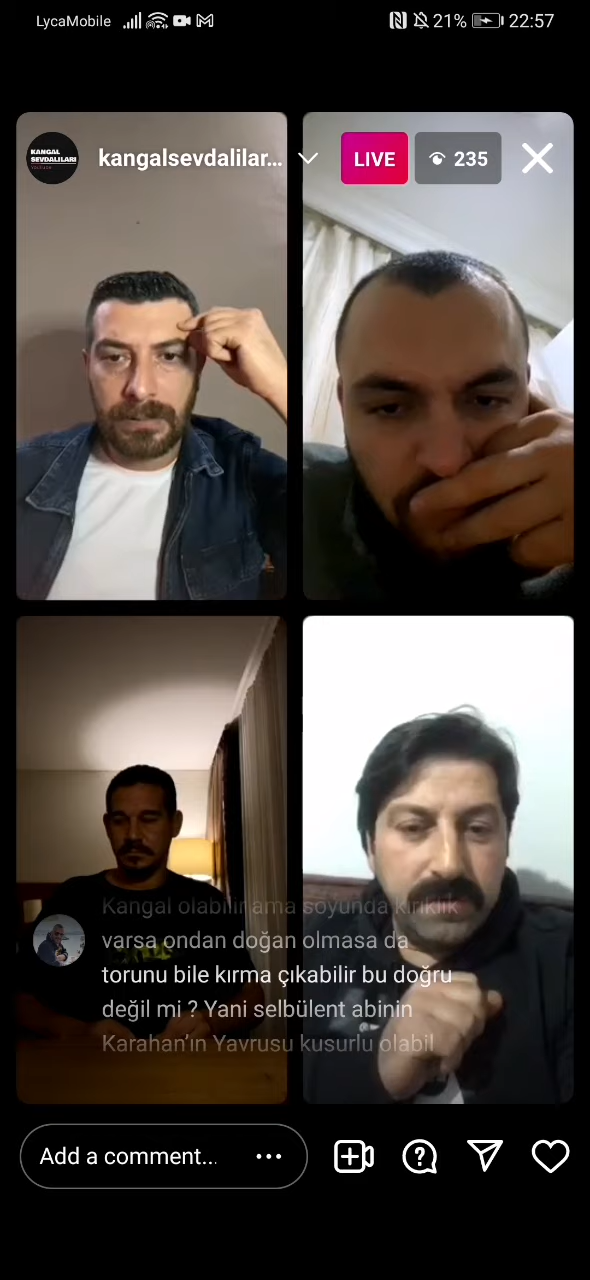 LycaMobile
21%
22:57
KANGAL
SEVDALILARI
YouTube
kangalsevdalilar...
LIVE
235
Kangal olabilir ama soyunda kırıklık
varsa ondan doğan olmasa da
torunu bile kırma çıkabilir bu doğru
değil mi ? Yani selbülent abinin
Karahan'ın Yavrusu kusurlu olabil
Add a comment...